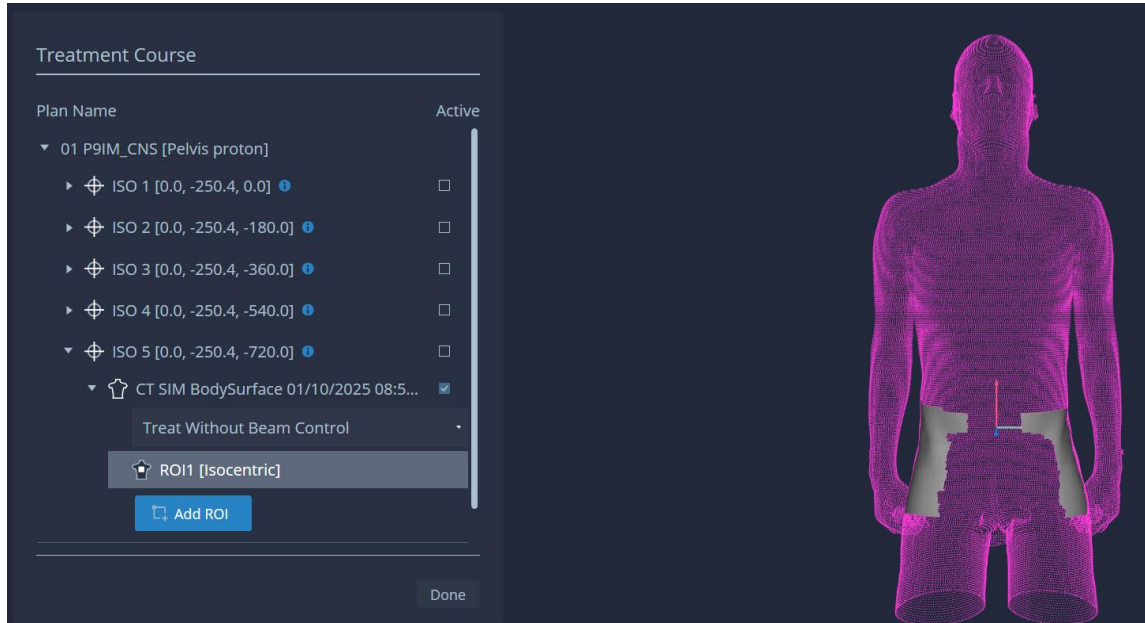 Treatment Course
Plan Name Active
01 P9IM_CNS [Pelvis proton]
ISO 1 [0.0, -250.4, 0.0]
ISO 2 [0.0, -250.4, -180.0]
ISO 3 [0.0, -250.4, -360.0]
ISO 4 [0.0, -250.4, -540.0]
ISO 5 [0.0, -250.4, -720.0]
CT SIM BodySurface 01/10/2025 08:5...
Treat Without Beam Control
ROI1 [Isocentric]
Add ROI
Done